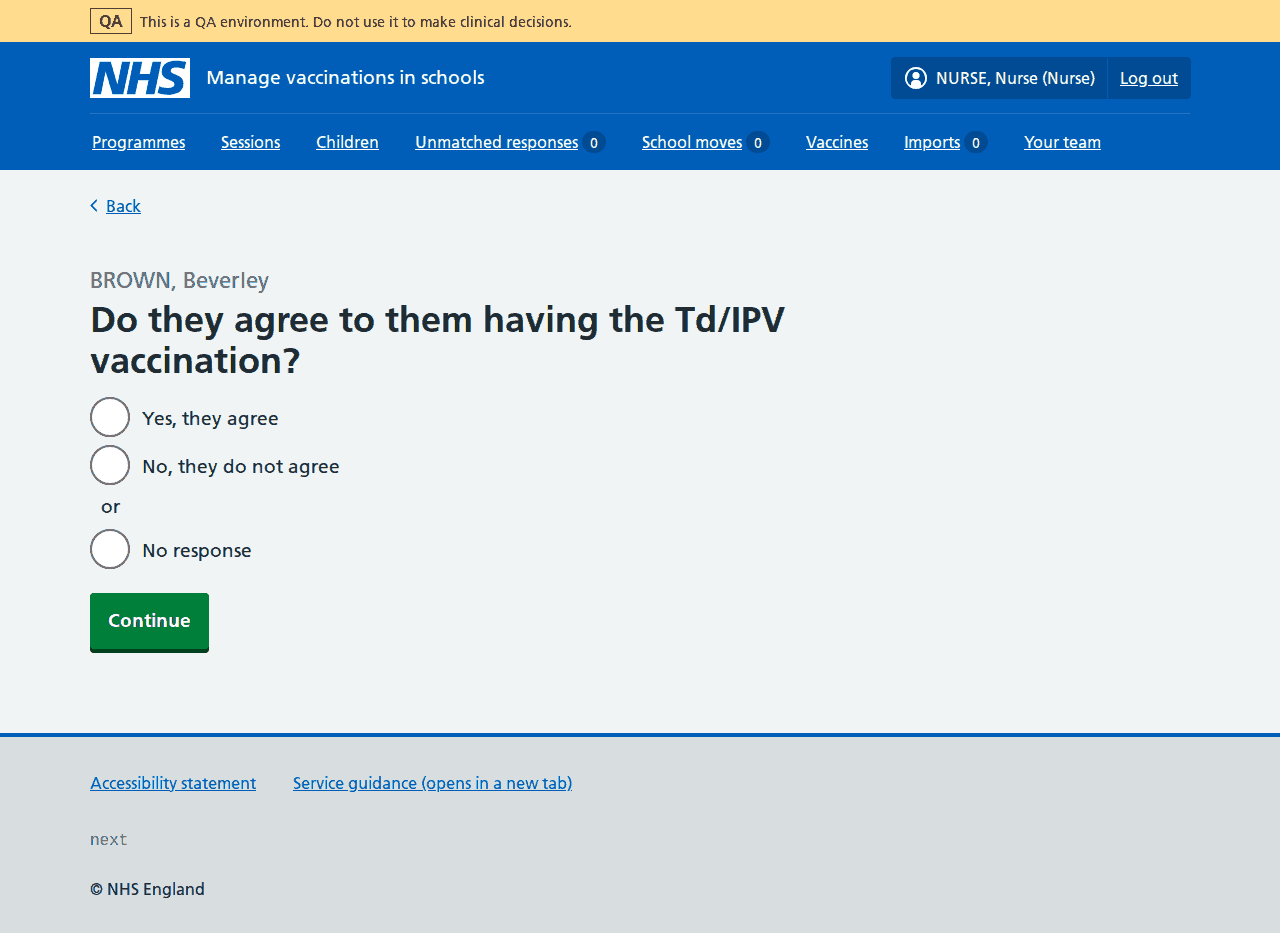 QA This is a QA environment. Do not use it to make clinical decisions.
NHS Manage vaccinations in schools NURSE, Nurse (Nurse) Log out
Programmes Sessions Children Unmatched responses 0 School moves 0 Vaccines Imports 0 Your team
Back
BROWN, Beverley
Do they agree to them having the Td/IPV
vaccination?
Yes, they agree
No, they do not agree
or
No response
Continue
Accessibility statement Service guidance (opens in a new tab)
next
© NHS England